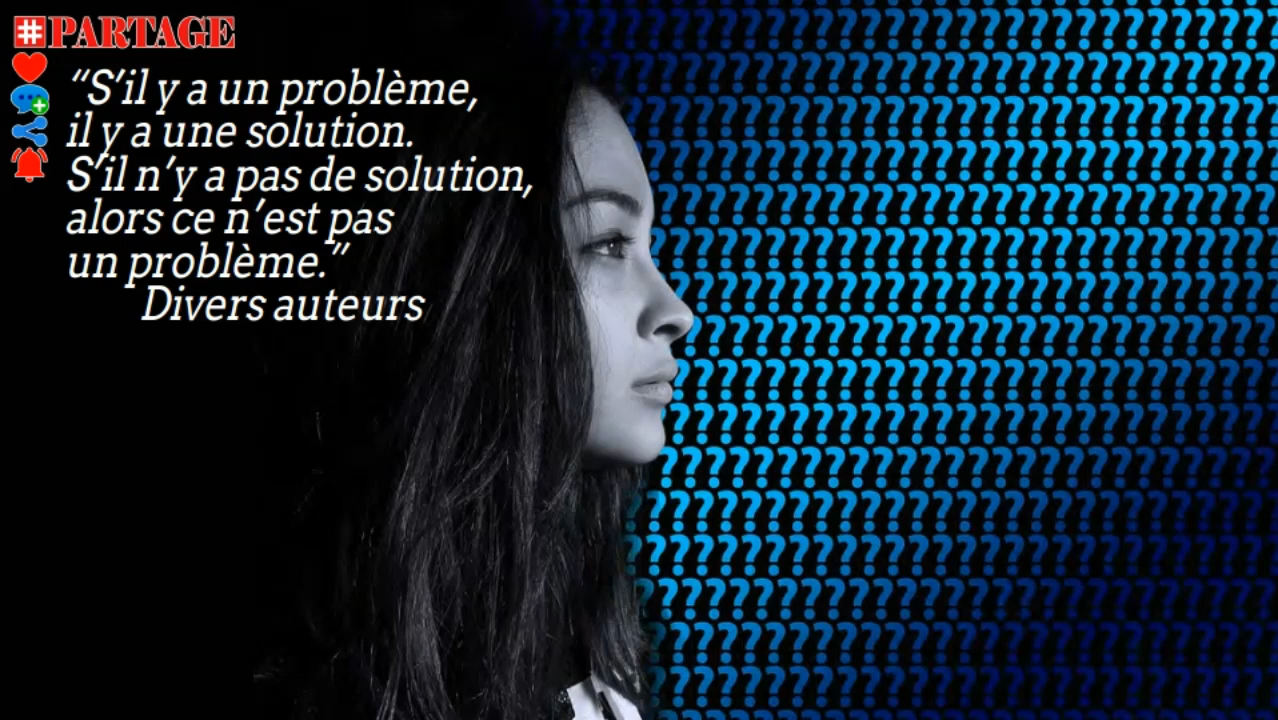 #PARTAGE
“S’il y a un problème,
il y a une solution.
S’il n’y a pas de solution,
alors ce n’est pas
un problème.”
Divers auteurs